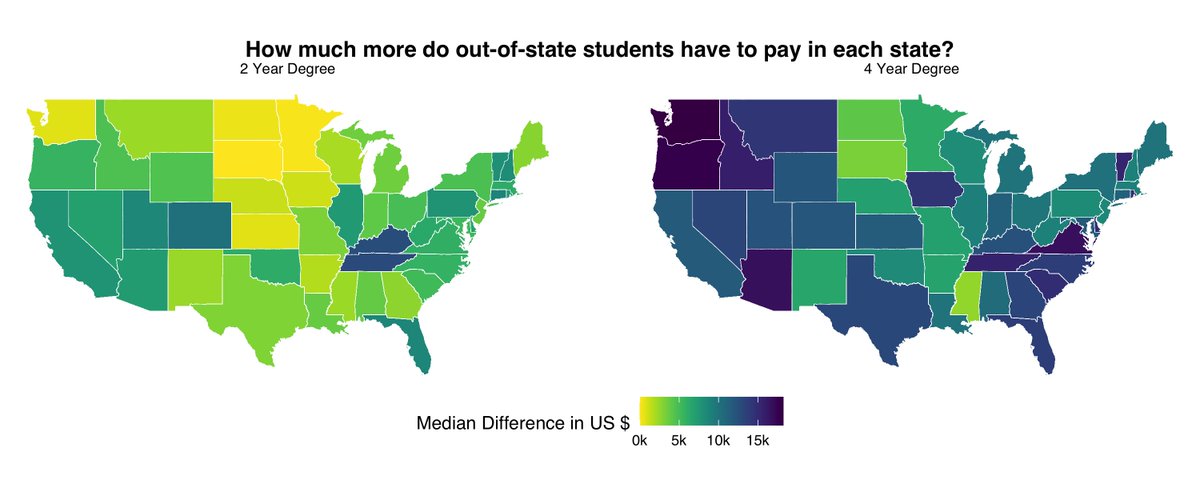 How much more do out-of-state students have to pay in each state?
2 Year Degree
4 Year Degree
Median Difference in US $
0k 5k 10k 15k